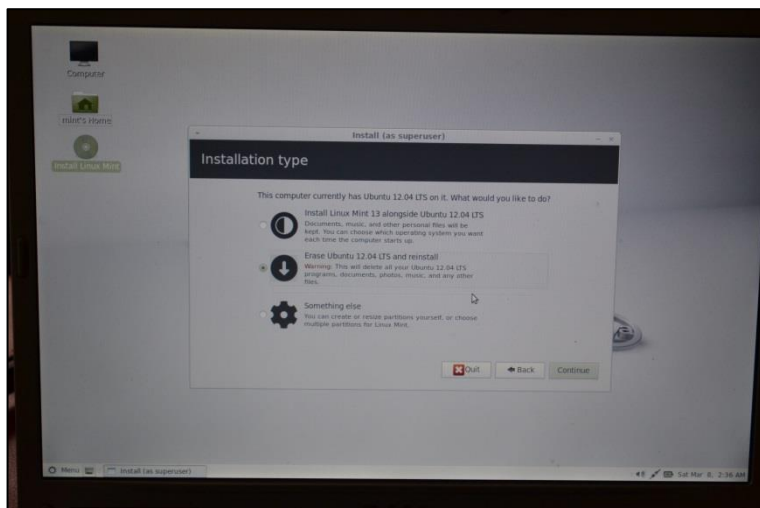 Computer
mint's Home
Install Linux Mint
Install (as superuser)
Installation type
This computer currently has Ubuntu 12.04 LTS on it. What would you like to do?
Install Linux Mint 13 alongside Ubuntu 12.04 LTS
Documents, music, and other personal files will be
kept. You can choose which operating system you want
each time the computer starts up.
Erase Ubuntu 12.04 LTS and reinstall
Warning: This will delete all your Ubuntu 12.04 LTS
programs, documents, photos, music, and any other
files.
Something else
You can create or resize partitions yourself, or choose
multiple partitions for Linux Mint.
Quit
Back
Continue
Menu
Install (as superuser)
Sat Mar 8, 2:36 AM